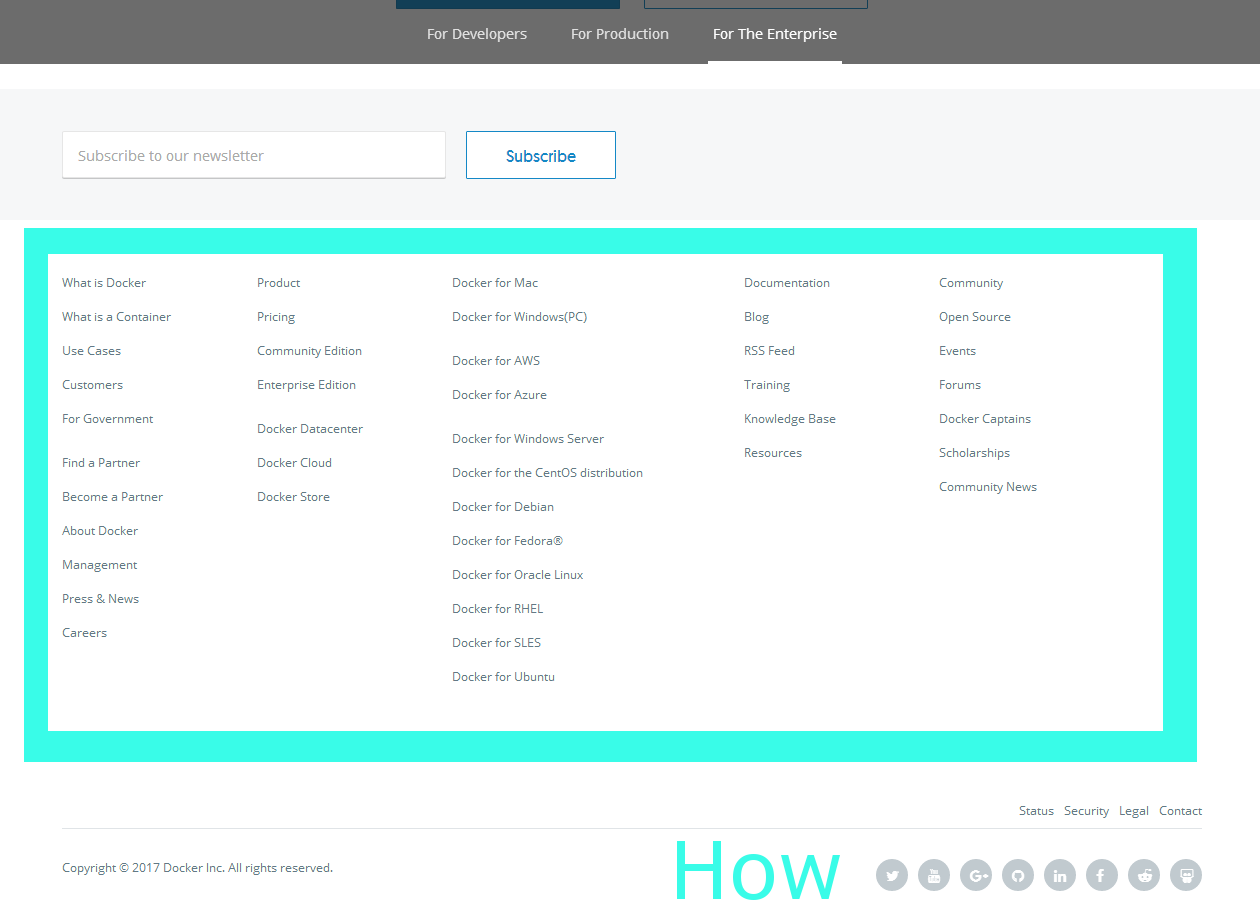 For Developers For Production For The Enterprise
Subscribe to our newsletter Subscribe
What is Docker
What is a Container
Use Cases
Customers
For Government
Find a Partner
Become a Partner
About Docker
Management
Press & News
Careers
Product
Pricing
Community Edition
Enterprise Edition
Docker Datacenter
Docker Cloud
Docker Store
Docker for Mac
Docker for Windows(PC)
Docker for AWS
Docker for Azure
Docker for Windows Server
Docker for the CentOS distribution
Docker for Debian
Docker for Fedora®
Docker for Oracle Linux
Docker for RHEL
Docker for SLES
Docker for Ubuntu
Documentation
Blog
RSS Feed
Training
Knowledge Base
Resources
Community
Open Source
Events
Forums
Docker Captains
Scholarships
Community News
Status Security Legal Contact
Copyright © 2017 Docker Inc. All rights reserved.
How